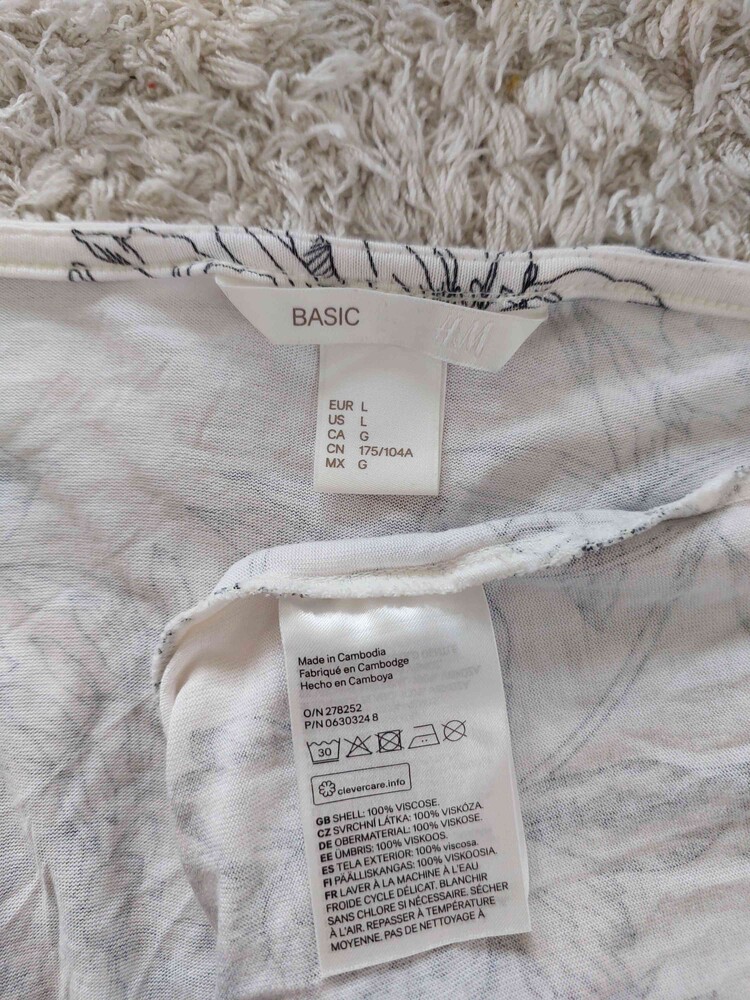 BASIC H&M
EUR L
US L
CA G
CN 175/104A
MX G
Made in Cambodia
Fabriqué en Cambodge
Hecho en Camboya
O/N 278252
P/N 0630324 8
30
clevercare.info
GB SHELL: 100% VISCOSE.
CZ SVRCHNÍ LÁTKA: 100% VISKÓZA.
DE OBERMATERIAL: 100% VISKOSE.
EE ÜMBRIS: 100% VISKOOS.
ES TELA EXTERIOR: 100% viscosa.
FI PÄÄLLISKANGAS: 100% VISKOOSIA.
FR LAVER À LA MACHINE À L'EAU
FROIDE CYCLE DÉLICAT. BLANCHIR
SANS CHLORE SI NÉCESSAIRE. SÉCHER
À L'AIR. REPASSER À TEMPÉRATURE
MOYENNE. PAS DE NETTOYAGE À